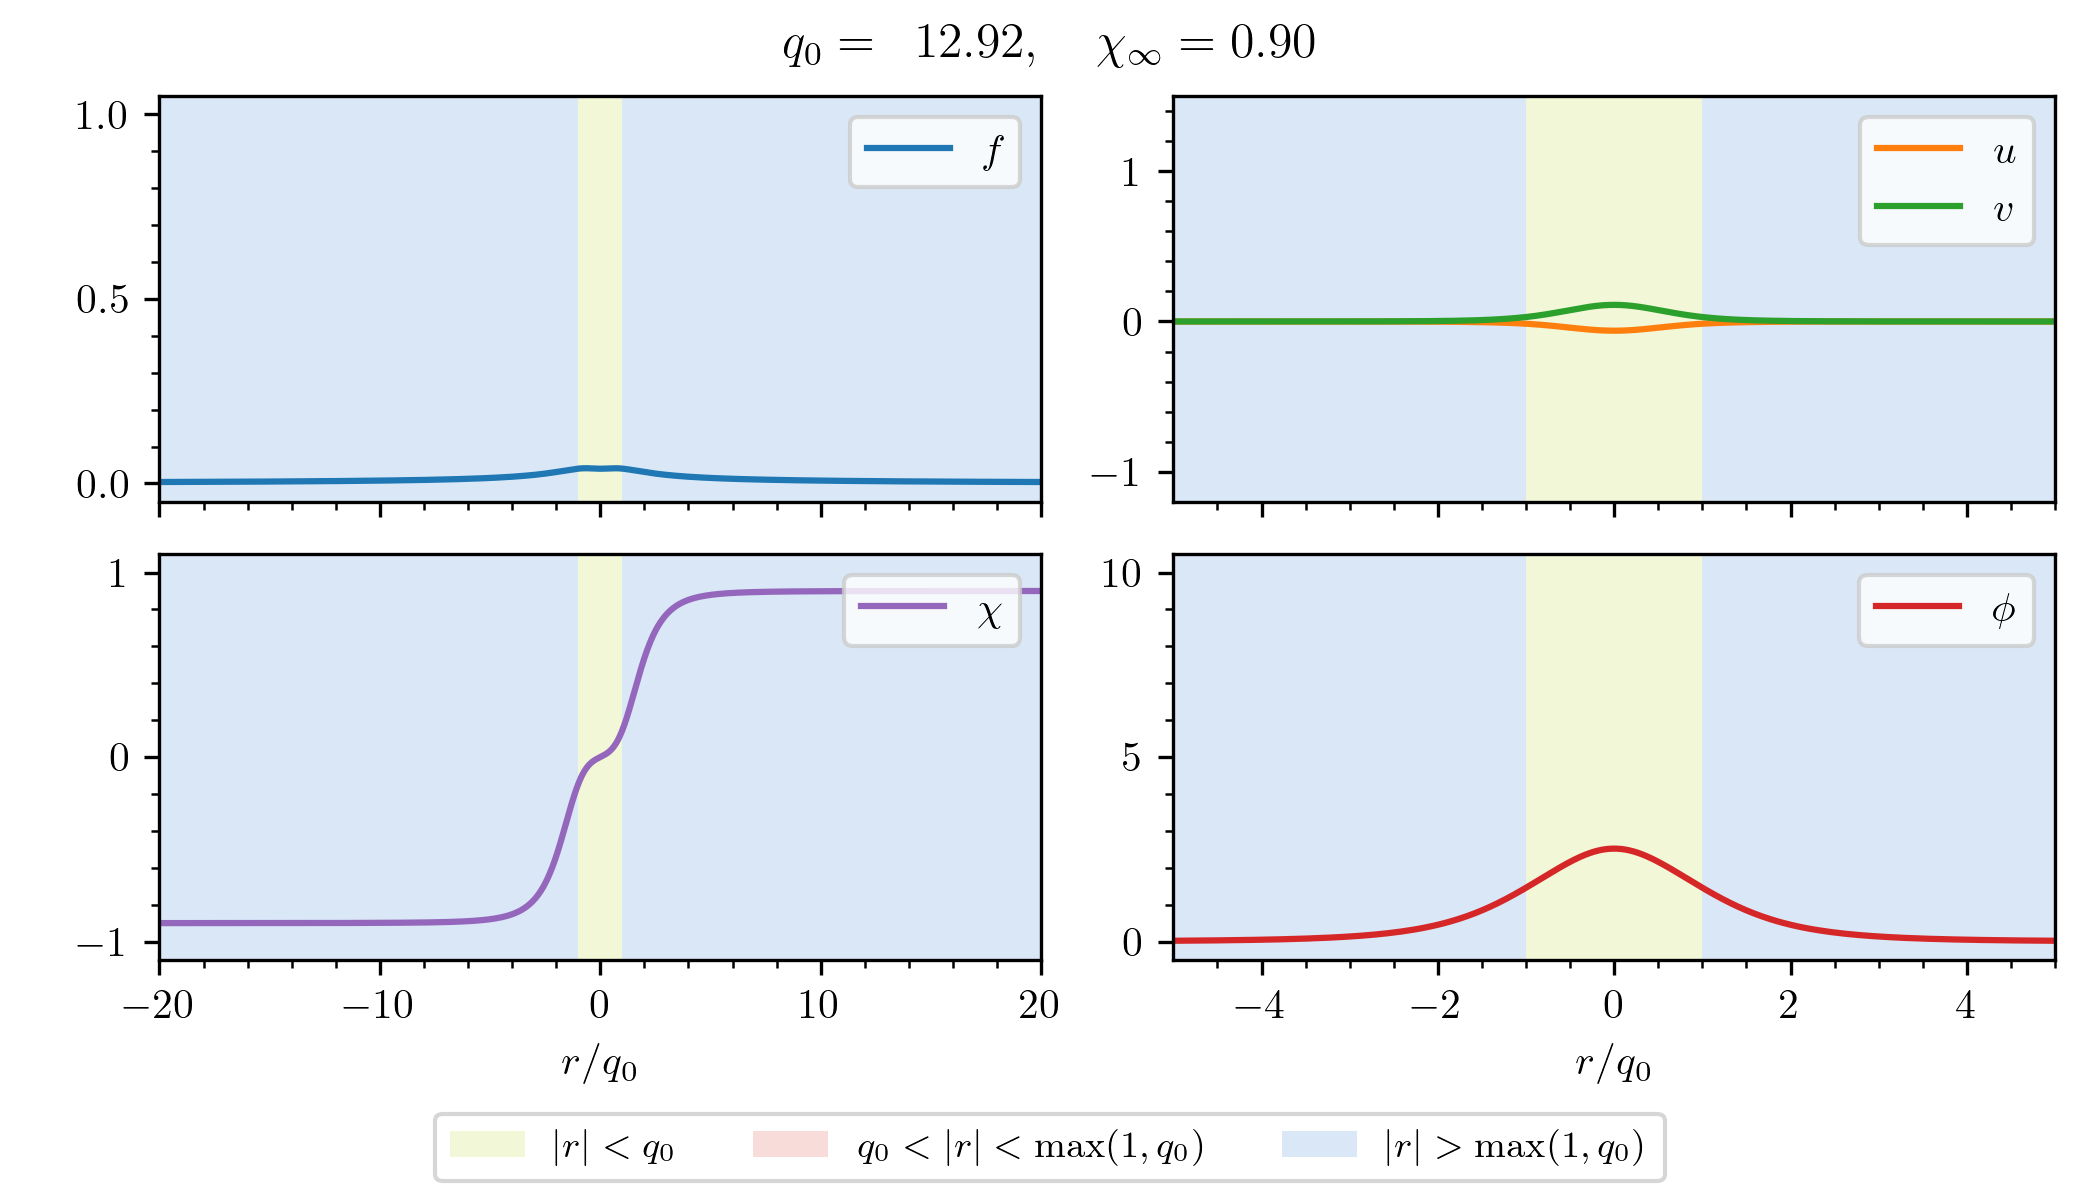 q₀ = 12.92, χ∞ = 0.90
1.0
0.5
0.0
f
1
0
−1
u
v
1
0
−1
χ
−20 −10 0 10 20
r/q₀
10
5
0
ϕ
−4 −2 0 2 4
r/q₀
|r| < q₀ q₀ < |r| < max(1, q₀) |r| > max(1, q₀)